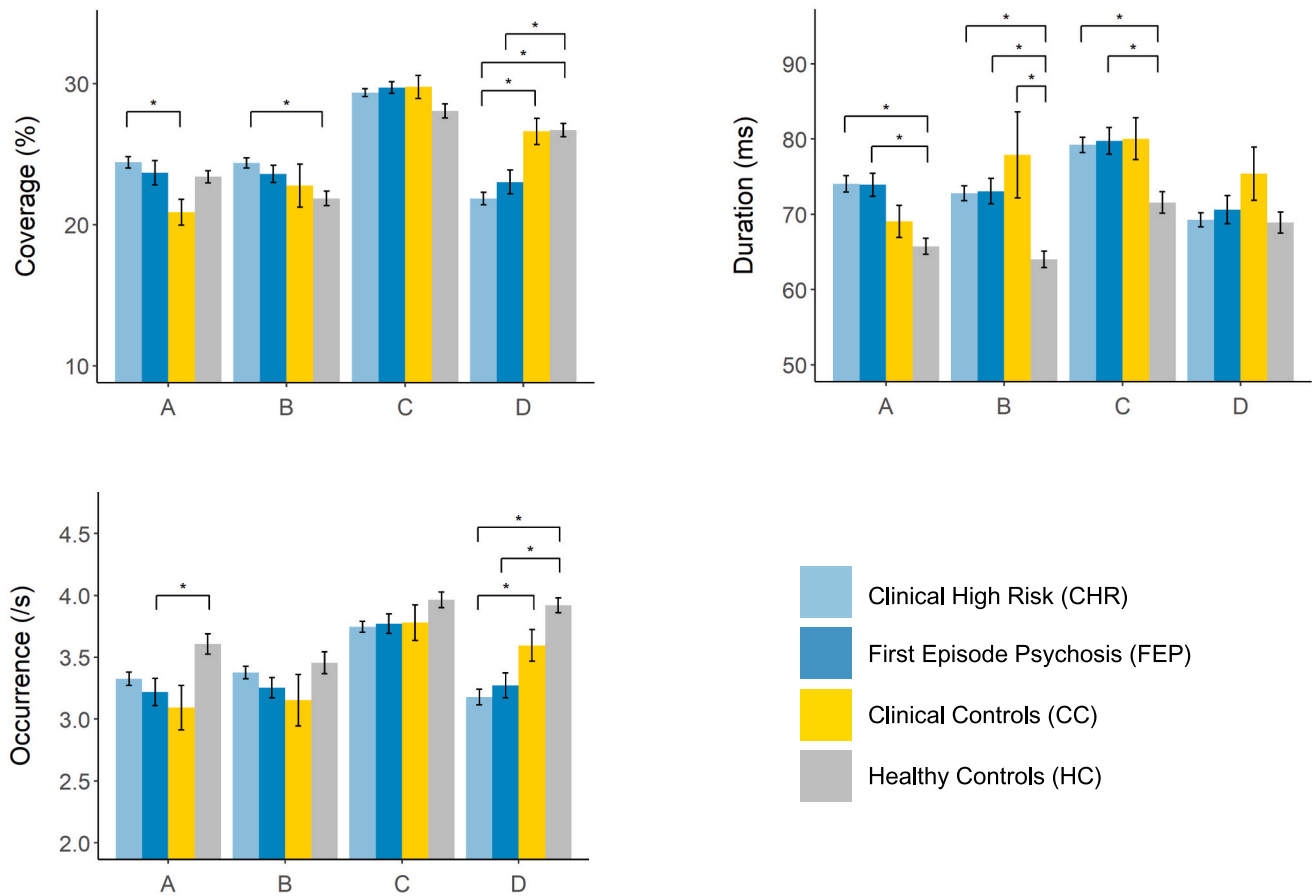 Coverage (%)
30
20
10
* * * * *
A B C D
Duration (ms)
90
80
70
60
50
* * * * * * *
A B C D
Occurrence (/s)
4.5
4.0
3.5
3.0
2.5
2.0
* * * *
A B C D
Clinical High Risk (CHR)
First Episode Psychosis (FEP)
Clinical Controls (CC)
Healthy Controls (HC)